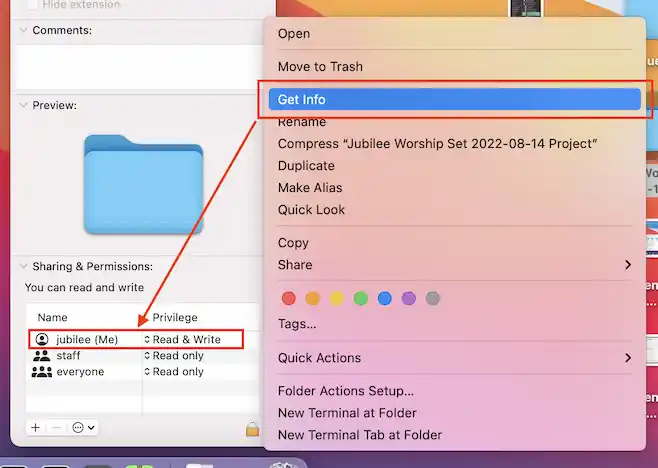 Hide extension
Comments:
Preview:
Sharing & Permissions:
You can read and write
Name Privilege
jubilee (Me) Read & Write
staff Read only
everyone Read only
Open
Move to Trash
Get Info
Rename
Compress “Jubilee Worship Set 2022-08-14 Project”
Duplicate
Make Alias
Quick Look
Copy
Share
Tags...
Quick Actions
Folder Actions Setup...
New Terminal at Folder
New Terminal Tab at Folder